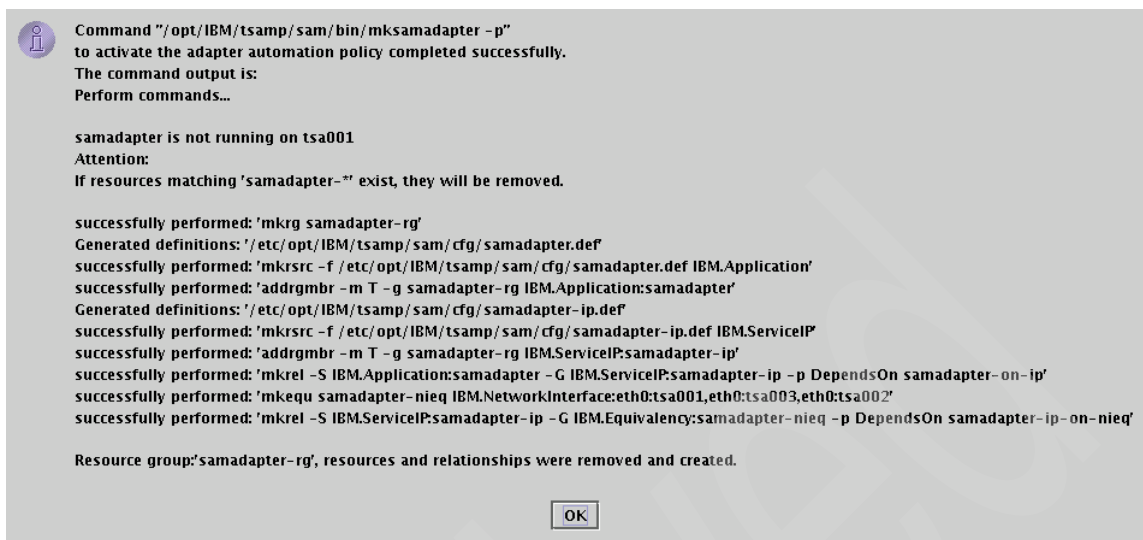 Command "/opt/IBM/tsamp/sam/bin/mksamadapter -p"
to activate the adapter automation policy completed successfully.
The command output is:
Perform commands...
samadapter is not running on tsa001
Attention:
If resources matching 'samadapter-*' exist, they will be removed.
successfully performed: 'mkrg samadapter-rg'
Generated definitions: '/etc/opt/IBM/tsamp/sam/cfg/samadapter.def'
successfully performed: 'mkrsrc -f /etc/opt/IBM/tsamp/sam/cfg/samadapter.def IBM.Application'
successfully performed: 'addrgmbr -m T -g samadapter-rg IBM.Application:samadapter'
Generated definitions: '/etc/opt/IBM/tsamp/sam/cfg/samadapter-ip.def'
successfully performed: 'mkrsrc -f /etc/opt/IBM/tsamp/sam/cfg/samadapter-ip.def IBM.ServiceIP'
successfully performed: 'addrgmbr -m T -g samadapter-rg IBM.ServiceIP:samadapter-ip'
successfully performed: 'mkrel -S IBM.Application:samadapter -G IBM.ServiceIP:samadapter-ip -p DependsOn samadapter-on-ip'
successfully performed: 'mkequ samadapter-nieq IBM.NetworkInterface:eth0:tsa001,eth0:tsa003,eth0:tsa002'
successfully performed: 'mkrel -S IBM.ServiceIP:samadapter-ip -G IBM.Equivalency:samadapter-nieq -p DependsOn samadapter-ip-on-nieq'
Resource group:'samadapter-rg', resources and relationships were removed and created.
OK